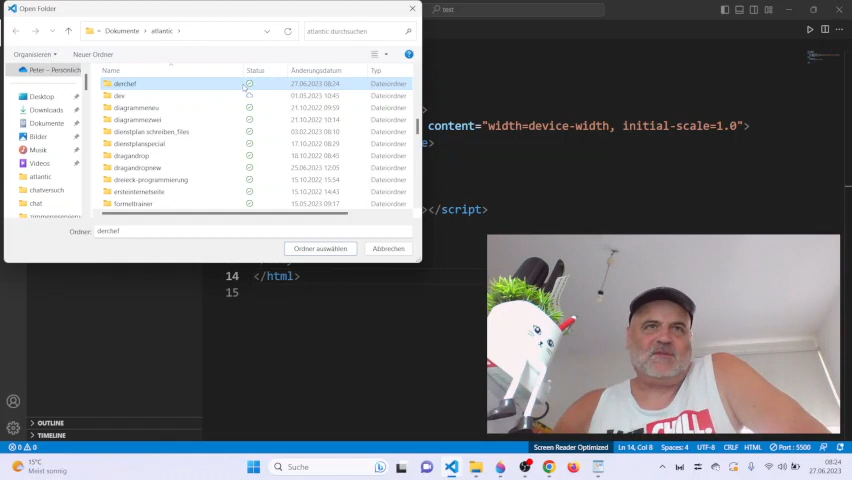 Open Folder
test
Dokumente
atlantic
atlantic durchsuchen
Organisieren
Neuer Ordner
Peter – Persönlich
Desktop
Downloads
Dokumente
Bilder
Musik
Videos
atlantic
chatversuch
chat
Name Status Änderungsdatum Typ
derchef 27.06.2023 08:24 Dateiordner
dev 01.05.2023 10:45 Dateiordner
diagrammeneu 21.10.2022 09:59 Dateiordner
diagrammezwei 21.10.2022 10:14 Dateiordner
dienstplan schreiben_files 03.02.2023 08:10 Dateiordner
dienstplanspecial 17.10.2022 08:29 Dateiordner
dragandrop 18.10.2022 08:45 Dateiordner
dragandropnew 25.06.2023 12:05 Dateiordner
dreieck-programmierung 15.10.2022 15:54 Dateiordner
ersteinternetseite 15.10.2022 14:43 Dateiordner
formeltrainer 15.05.2023 09:17 Dateiordner
Ordner: derchef
Ordner auswählen
Abbrechen
content="width=device-width, initial-scale=1.0">
></script>
14 </html>
15
CHILL.
OUTLINE
TIMELINE
0 0 Screen Reader Optimized Ln 14, Col 8 Spaces: 4 UTF-8 CRLF HTML Port : 5500
15°C
Meist sonnig
Suche
08:24
27.06.2023